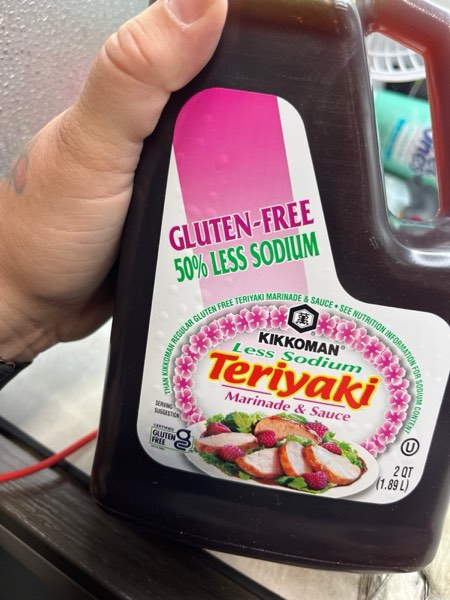 GLUTEN-FREE
50% LESS SODIUM
THAN KIKKOMAN REGULAR GLUTEN FREE TERIYAKI MARINADE & SAUCE • SEE NUTRITION INFORMATION FOR SODIUM CONTENT
萬
KIKKOMAN®
Less Sodium
Teriyaki
Marinade & Sauce
SERVING
SUGGESTION
CERTIFIED
GLUTEN
FREE
U
2 QT
(1.89 L)